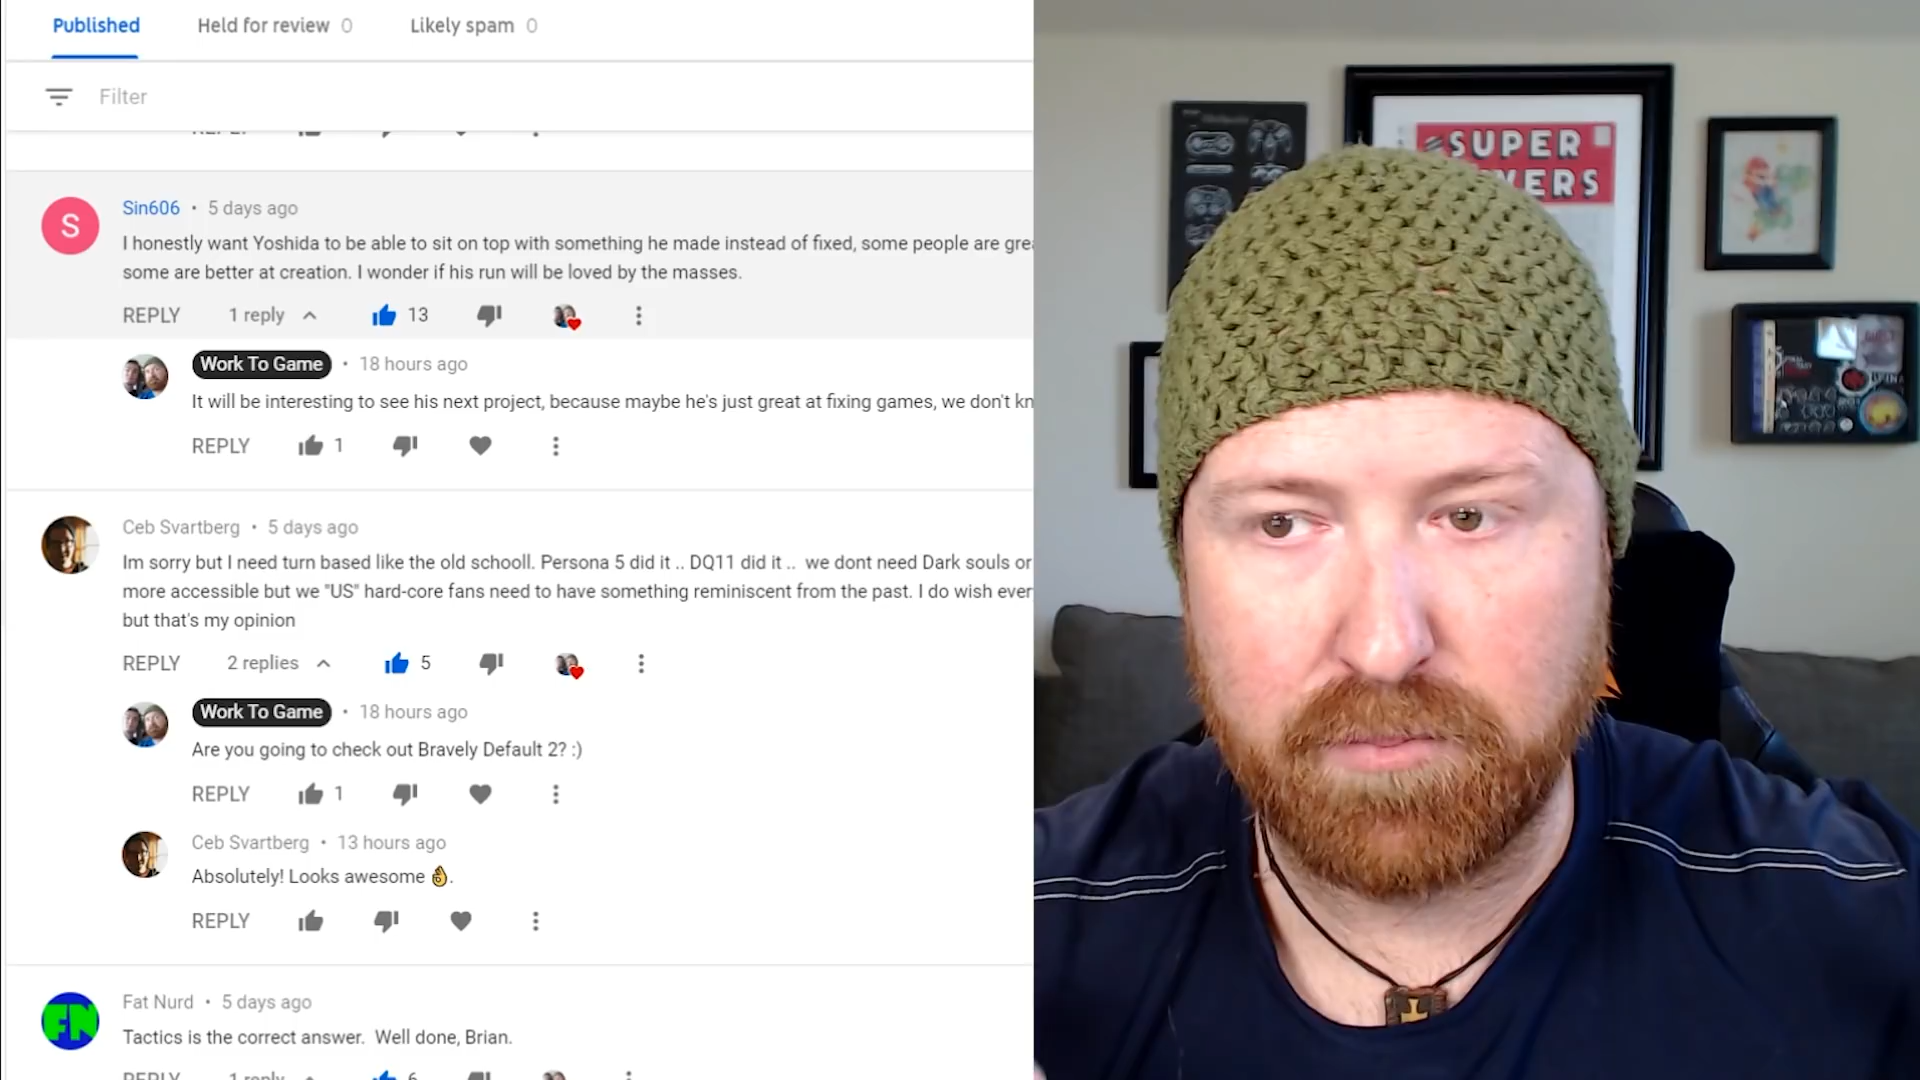 Published
Held for review 0
Likely spam 0
Filter
Sin606 • 5 days ago
I honestly want Yoshida to be able to sit on top with something he made instead of fixed, some people are
some are better at creation. I wonder if his run will be loved by the masses.
REPLY 1 reply 13
Work To Game • 18 hours ago
It will be interesting to see his next project, because maybe he's just great at fixing games, we don't
REPLY 1
Ceb Svartberg • 5 days ago
Im sorry but I need turn based like the old schooll. Persona 5 did it .. DQ11 did it .. we dont need Dark souls or
more accessible but we "US" hard-core fans need to have something reminiscent from the past. I do wish
but that's my opinion
REPLY 2 replies 5
Work To Game • 18 hours ago
Are you going to check out Bravely Default 2? :)
REPLY 1
Ceb Svartberg • 13 hours ago
Absolutely! Looks awesome 👌.
REPLY
Fat Nurd • 5 days ago
Tactics is the correct answer. Well done, Brian.
REPLY 1 reply 6
S
FN
SUPER